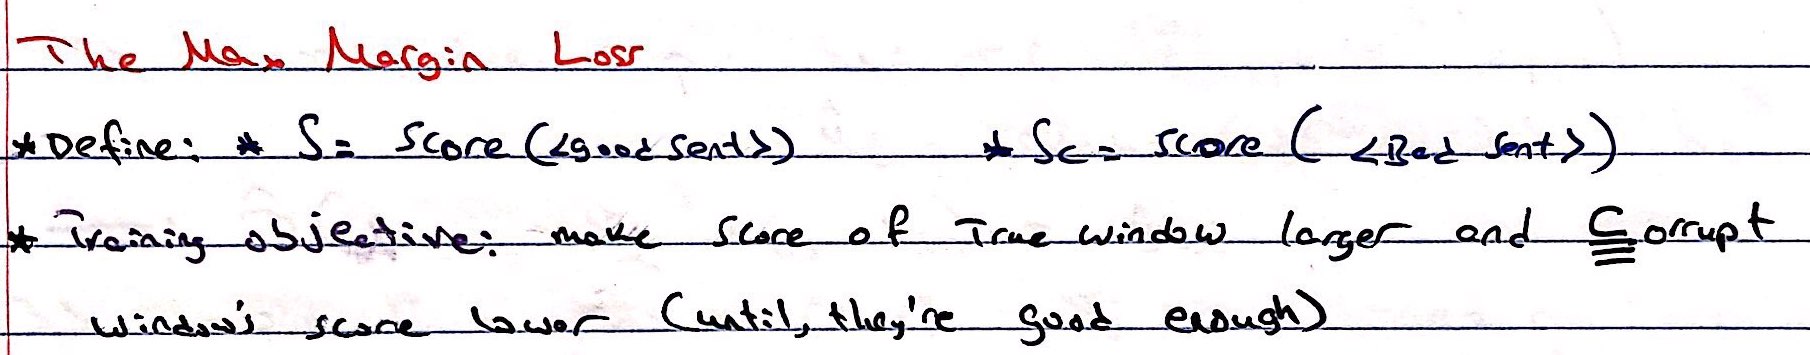 The Max Margin Loss
* Define: * S = Score (<good sent>) * Sc = score ( <Bad sent>)
* Training objective: make score of True window larger and Corrupt
window's score lower (until, they're good enough)